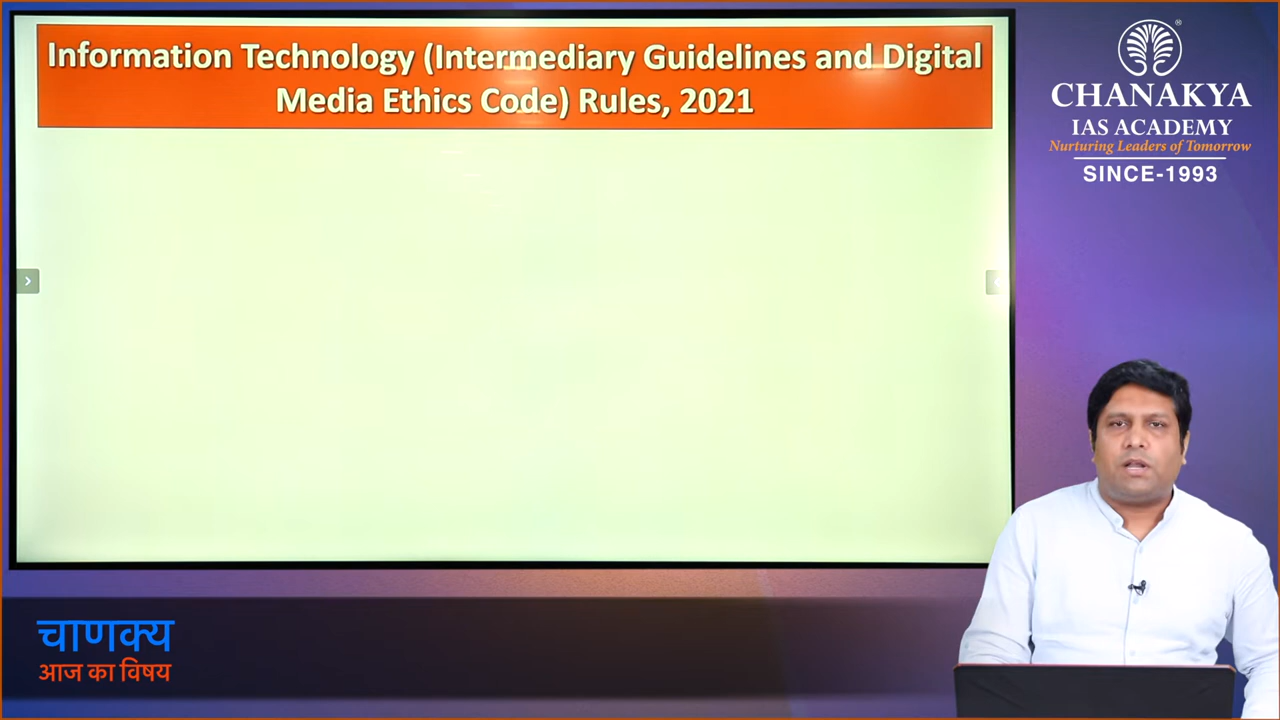 Information Technology (Intermediary Guidelines and Digital
Media Ethics Code) Rules, 2021
®
CHANAKYA
IAS ACADEMY
Nurturing Leaders of Tomorrow
SINCE-1993
चाणक्य
आज का विषय